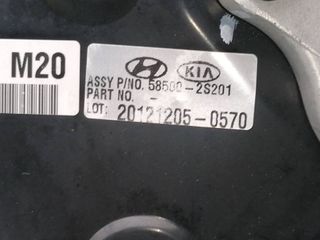 M20
KIA
ASSY P/NO. 58500-2S201
PART NO. -
LOT: 20121205-0570